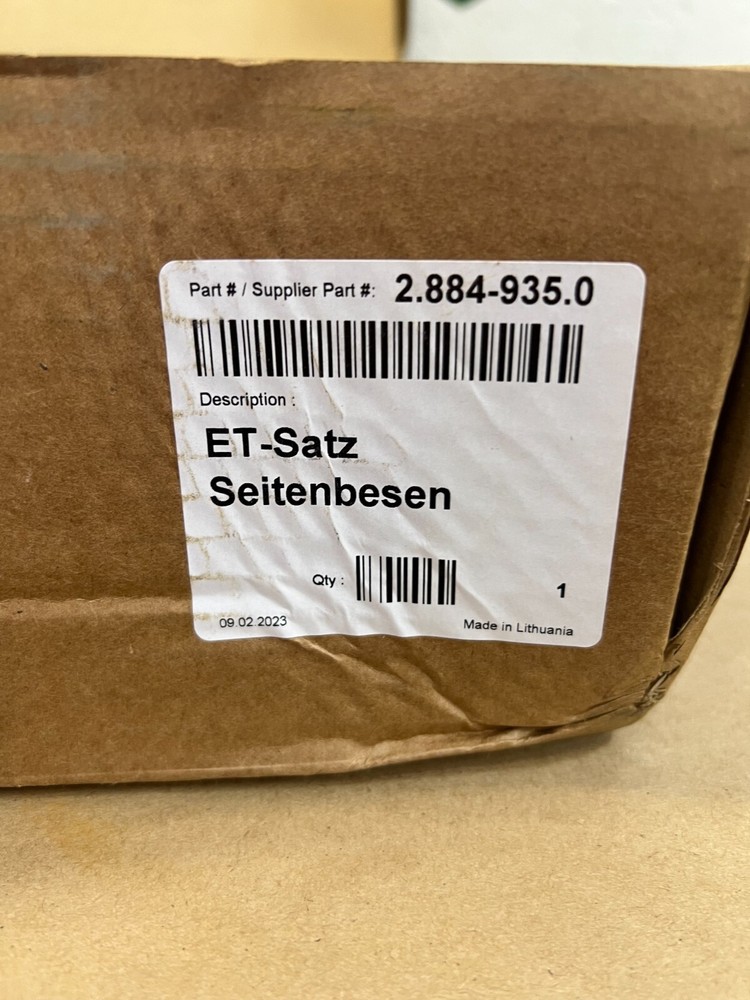 Part # / Supplier Part #: 2.884-935.0
Description :
ET-Satz
Seitenbesen
Qty : 1
09.02.2023 Made in Lithuania